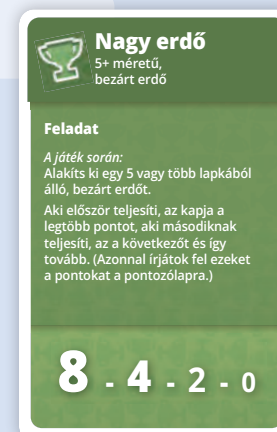 Nagy erdő
5+ méretű,
bezárt erdő
Feladat
A játék során:
Alakíts ki egy 5 vagy több lapkából
álló, bezárt erdőt.
Aki először teljesíti, az kapja a
legtöbb pontot, aki másodiknak
teljesíti, az a következőt és így
tovább. (Azonnal írjátok fel ezeket
a pontokat a pontozólapra.)
8 - 4 - 2 - 0